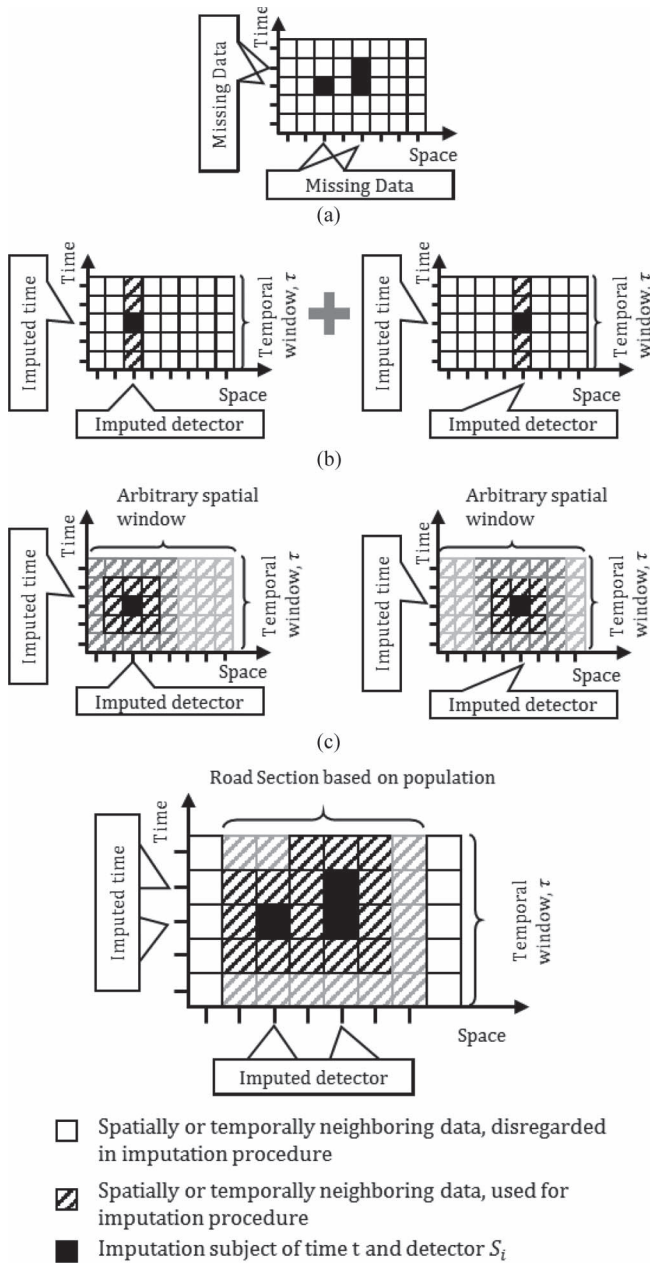 Time
Missing Data
Space
Missing Data
(a)
Time
Imputed time
Temporal
window, τ
Space
Imputed detector
Time
Imputed time
Temporal
window, τ
Space
Imputed detector
(b)
Arbitrary spatial
window
Time
Imputed time
Temporal
window, τ
Space
Imputed detector
Arbitrary spatial
window
Time
Imputed time
Temporal
window, τ
Space
Imputed detector
(c)
Road Section based on population
Time
Imputed time
Temporal
window, τ
Space
Imputed detector
Spatially or temporally neighboring data, disregarded
in imputation procedure
Spatially or temporally neighboring data, used for
imputation procedure
Imputation subject of time t and detector Sᵢ